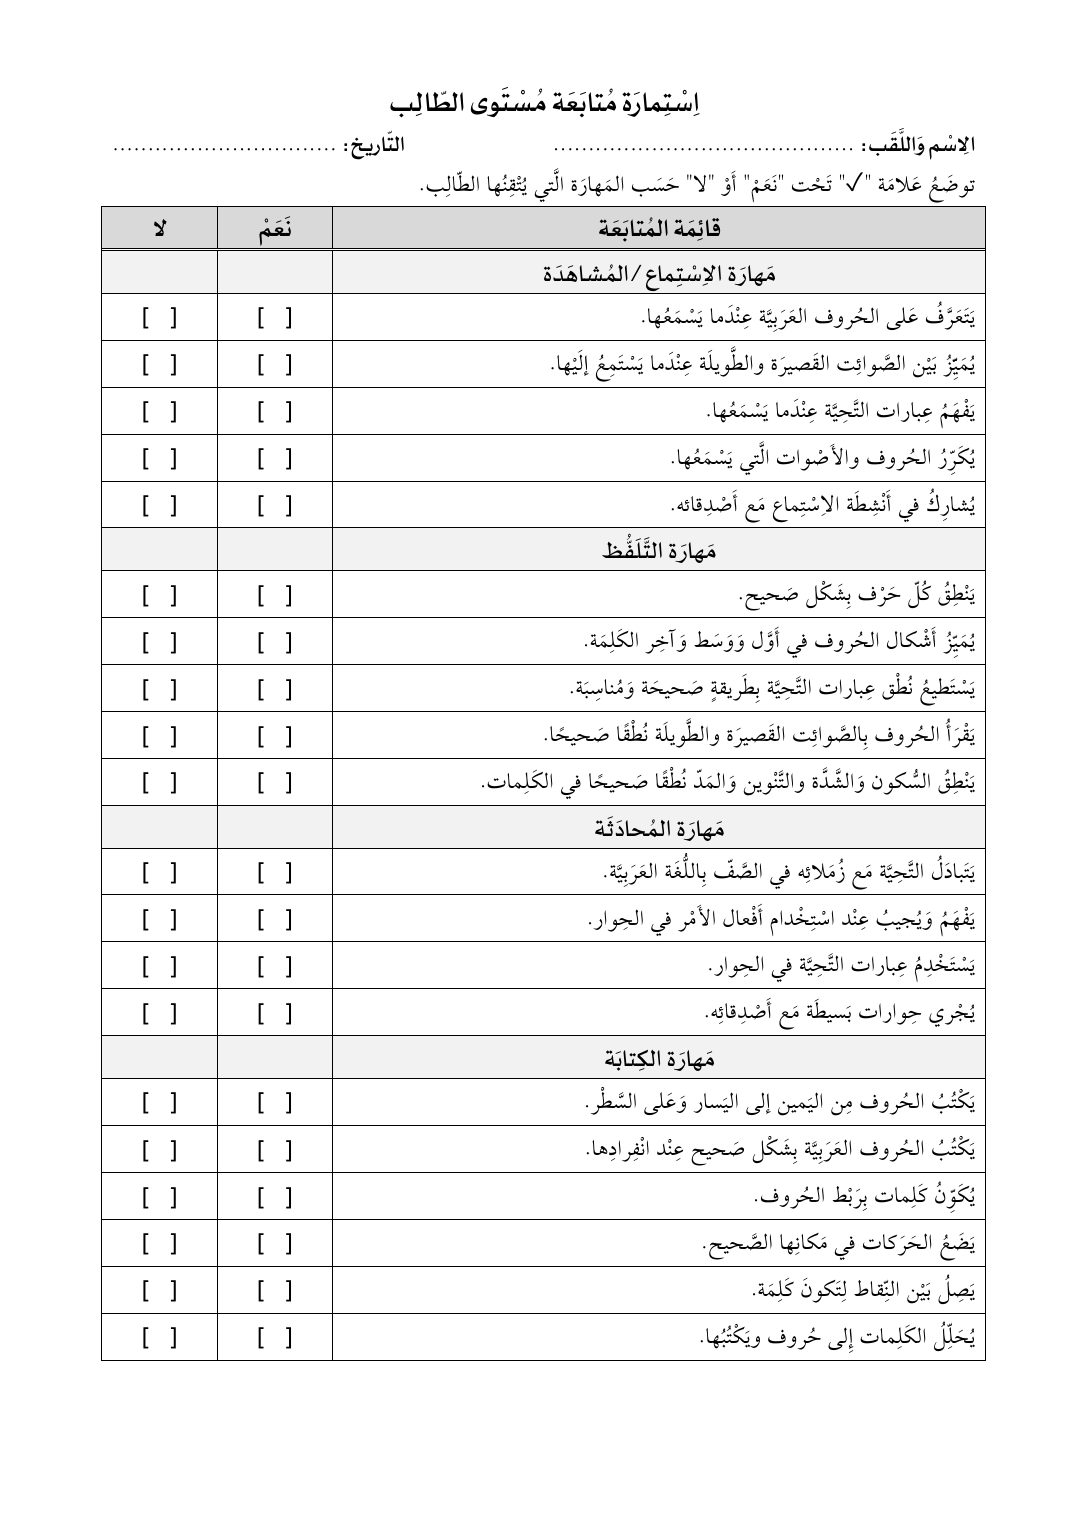 اِسْتِمارَة مُتابَعَة مُسْتَوى الطّالِب
الِاسْم وَاللَّقَب: ........................................... التّاريخ: ................................
توضَعُ عَلامَة "✓" تَحْت "نَعَمْ" أَوْ "لا" حَسَب المَهارَة الَّتي يُتْقِنُها الطّالِب.
قائِمَة المُتابَعَة نَعَمْ لا
مَهارَة الاِسْتِماع/المُشاهَدَة
يَتَعَرَّفُ عَلى الحُروف العَرَبِيَّة عِنْدَما يَسْمَعُها. [ ] [ ]
يُمَيِّزُ بَيْن الصَّوائِت القَصيرَة والطَّويلَة عِنْدَما يَسْتَمِعُ إلَيْها. [ ] [ ]
يَفْهَمُ عِبارات التَّحِيَّة عِنْدَما يَسْمَعُها. [ ] [ ]
يُكَرِّرُ الحُروف والأَصْوات الَّتي يَسْمَعُها. [ ] [ ]
يُشارِكُ في أَنْشِطَة الاِسْتِماع مَع أَصْدِقائه. [ ] [ ]
مَهارَة التَّلَفُّظ
يَنْطِقُ كُلّ حَرْف بِشَكْل صَحيح. [ ] [ ]
يُمَيِّزُ أَشْكال الحُروف في أَوَّل وَوَسَط وَآخِر الكَلِمَة. [ ] [ ]
يَسْتَطيعُ نُطْق عِبارات التَّحِيَّة بِطَريقةٍ صَحيحَة وَمُناسِبَة. [ ] [ ]
يَقْرَأُ الحُروف بِالصَّوائِت القَصيرَة والطَّويلَة نُطْقًا صَحيحًا. [ ] [ ]
يَنْطِقُ السُّكون وَالشَّدَّة والتَّنْوين وَالمَدّ نُطْقًا صَحيحًا في الكَلِمات. [ ] [ ]
مَهارَة المُحادَثَة
يَتَبادَلُ التَّحِيَّة مَع زُمَلائِه في الصَّفّ بِاللُّغَة العَرَبِيَّة. [ ] [ ]
يَفْهَمُ وَيُجيبُ عِنْد اسْتِخْدام أَفْعال الأَمْر في الحِوار. [ ] [ ]
يَسْتَخْدِمُ عِبارات التَّحِيَّة في الحِوار. [ ] [ ]
يُجْري حِوارات بَسيطَة مَع أَصْدِقائِه. [ ] [ ]
مَهارَة الكِتابَة
يَكْتُبُ الحُروف مِن اليَمين إلى اليَسار وَعَلى السَّطْر. [ ] [ ]
يَكْتُبُ الحُروف العَرَبِيَّة بِشَكْل صَحيح عِنْد انْفِرادِها. [ ] [ ]
يُكَوِّنُ كَلِمات بِرَبْط الحُروف. [ ] [ ]
يَضَعُ الحَرَكات في مَكانِها الصَّحيح. [ ] [ ]
يَصِلُ بَيْن النِّقاط لِتَكونَ كَلِمَة. [ ] [ ]
يُحَلِّلُ الكَلِمات إِلى حُروف ويَكْتُبُها. [ ] [ ]